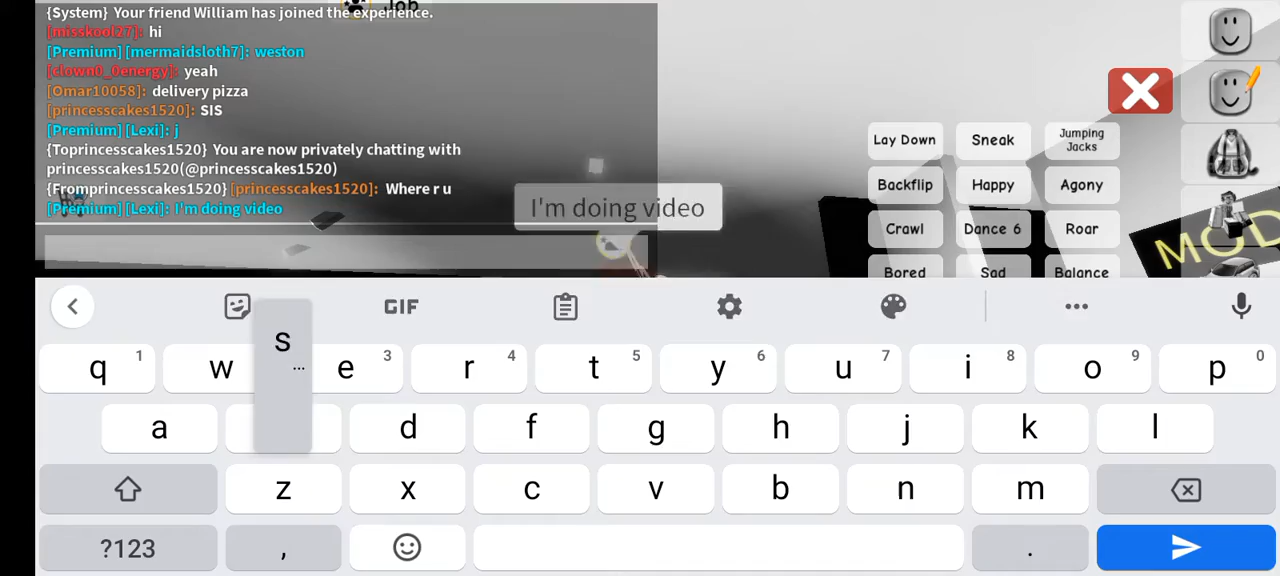 Job
{System} Your friend William has joined the experience.
[misskool27]: hi
[Premium] [mermaidsloth7]: weston
[clown0_0energy]: yeah
[Omar10058]: delivery pizza
[princesscakes1520]: SIS
[Premium] [Lexi]: j
{Toprincesscakes1520} You are now privately chatting with
princesscakes1520(@princesscakes1520)
{Fromprincesscakes1520} [princesscakes1520]: Where r u
[Premium] [Lexi]: I'm doing video
I'm doing video
Lay Down Sneak Jumping Jacks
Backflip Happy Agony
Crawl Dance 6 Roar
Bored Sad Balance
MOD
GIF
s
...
q 1 w e 3 r 4 t 5 y 6 u 7 i 8 o 9 p 0
a d f g h j k l
z x c v b n m
?123 , .